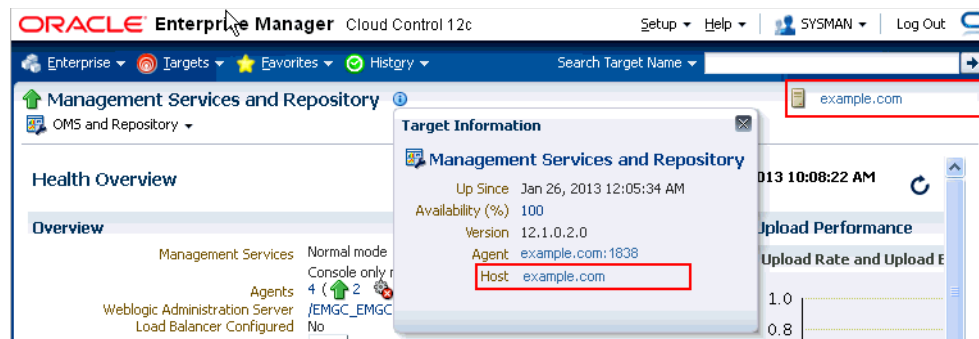 ORACLE Enterprise Manager Cloud Control 12c Setup Help SYSMAN Log Out
Enterprise Targets Favorites History Search Target Name
Management Services and Repository
example.com
OMS and Repository
Target Information
Management Services and Repository
Up Since Jan 26, 2013 12:05:34 AM
Availability (%) 100
Version 12.1.0.2.0
Agent example.com:1838
Host example.com
Health Overview
013 10:08:22 AM
Overview
Management Services Normal mode
Console only
Agents 4 ( 2
Weblogic Administration Server /EMGC_EMGC
Load Balancer Configured No
Upload Performance
Upload Rate and Upload
1.0
0.8